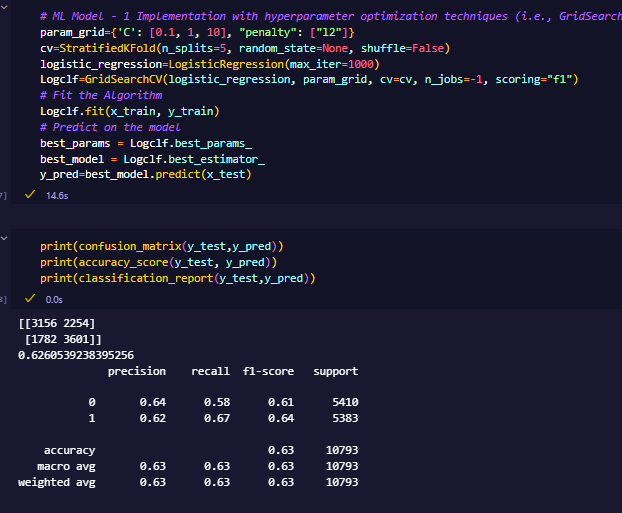 # ML Model - 1 Implementation with hyperparameter optimization techniques (i.e., GridSearch
param_grid={'C': [0.1, 1, 10], "penalty": ["l2"]}
cv=StratifiedKFold(n_splits=5, random_state=None, shuffle=False)
logistic_regression=LogisticRegression(max_iter=1000)
Logclf=GridSearchCV(logistic_regression, param_grid, cv=cv, n_jobs=-1, scoring="f1")
# Fit the Algorithm
Logclf.fit(x_train, y_train)
# Predict on the model
best_params = Logclf.best_params_
best_model = Logclf.best_estimator_
y_pred=best_model.predict(x_test)
7] 14.6s
print(confusion_matrix(y_test,y_pred))
print(accuracy_score(y_test, y_pred))
print(classification_report(y_test,y_pred))
] 0.0s
[[3156 2254]
[1782 3601]]
0.6260539238395256
precision recall f1-score support
0 0.64 0.58 0.61 5410
1 0.62 0.67 0.64 5383
accuracy 0.63 10793
macro avg 0.63 0.63 0.63 10793
weighted avg 0.63 0.63 0.63 10793